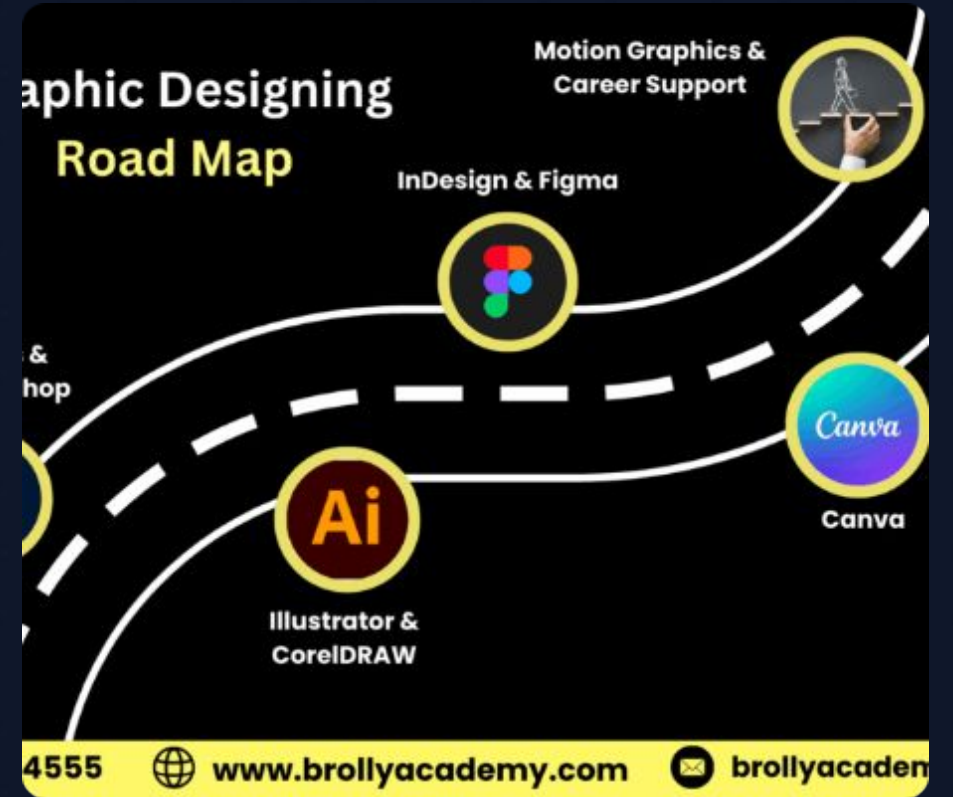 aphic Designing
Road Map
Motion Graphics &
Career Support
InDesign & Figma
&
hop
Canva
Canva
Ai
Illustrator &
CorelDRAW
4555
www.brollyacademy.com
brollyacadem